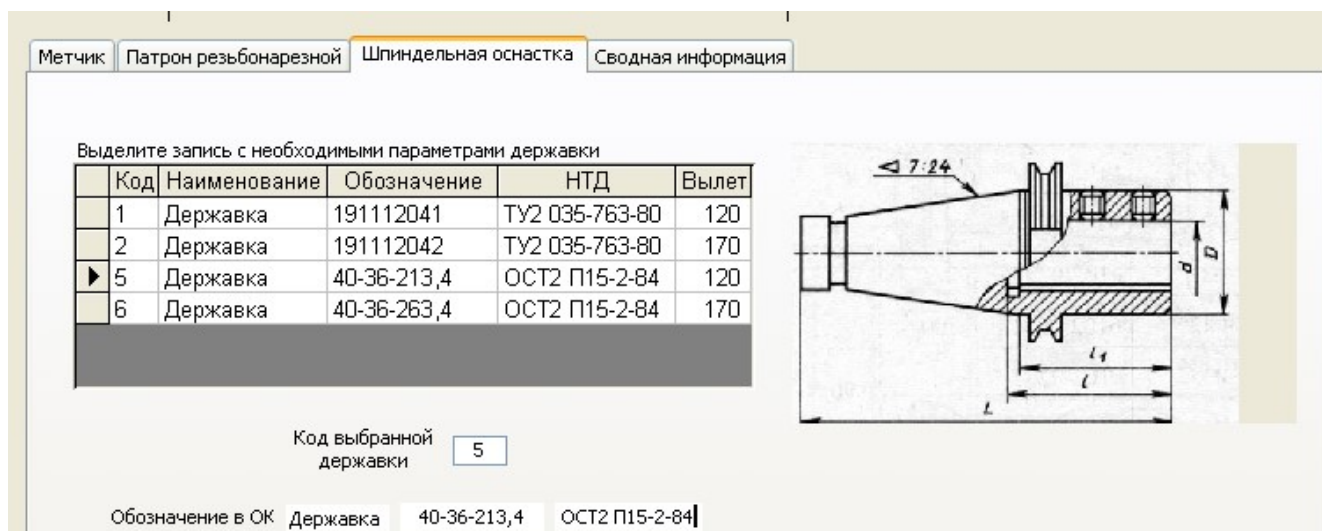 Метчик Патрон резьбонарезной Шпиндельная оснастка Сводная информация
Выделите запись с необходимыми параметрами державки
Код Наименование Обозначение НТД Вылет
1 Державка 191112041 ТУ2 035-763-80 120
2 Державка 191112042 ТУ2 035-763-80 170
5 Державка 40-36-213,4 ОСТ2 П15-2-84 120
6 Державка 40-36-263,4 ОСТ2 П15-2-84 170
7:24
d
D
l1
l
L
Код выбранной
державки 5
Обозначение в ОК Державка 40-36-213,4 ОСТ2 П15-2-84